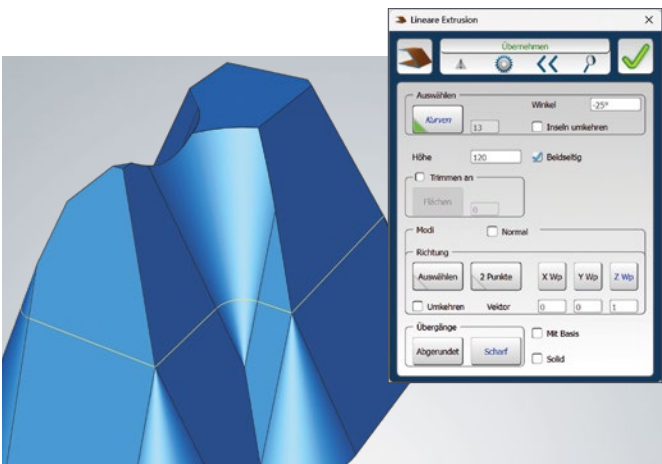 Lineare Extrusion
Übernehmen
Auswählen
Winkel -25°
Kurven 13 Inseln umkehren
Höhe 120 Beidseitig
Trimmen an
Flächen 0
Modi Normal
Richtung
Auswählen 2 Punkte X Wp Y Wp Z Wp
Umkehren Vektor 0 0 1
Übergänge
Mit Basis
Abgerundet Scharf
Solid